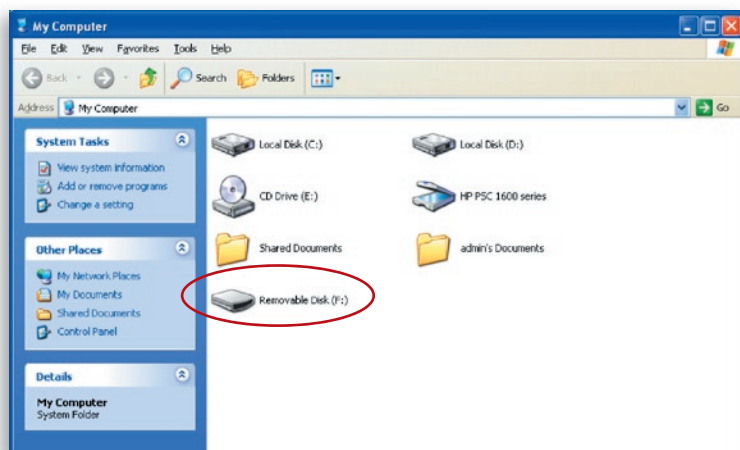 My Computer
File Edit View Favorites Tools Help
Back Search Folders
Address My Computer Go
System Tasks
View system information
Add or remove programs
Change a setting
Other Places
My Network Places
My Documents
Shared Documents
Control Panel
Details
My Computer
System Folder
Local Disk (C:) Local Disk (D:)
CD Drive (E:) HP PSC 1600 series
Shared Documents admin's Documents
Removable Disk (F:)